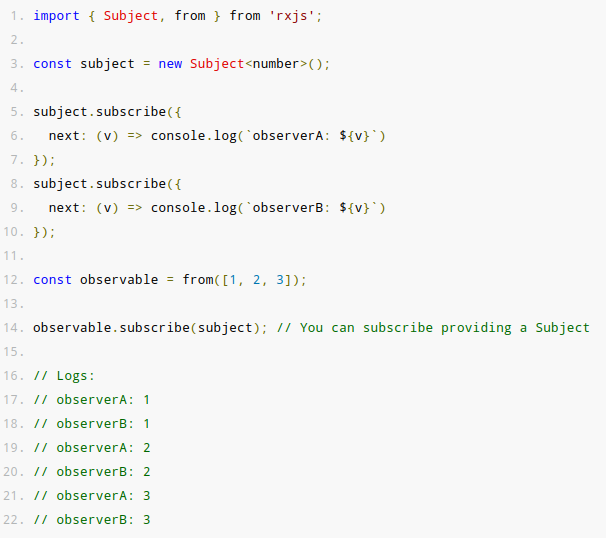 1. import { Subject, from } from 'rxjs';
2.
3. const subject = new Subject<number>();
4.
5. subject.subscribe({
6.   next: (v) => console.log(`observerA: ${v}`)
7. });
8. subject.subscribe({
9.   next: (v) => console.log(`observerB: ${v}`)
10. });
11.
12. const observable = from([1, 2, 3]);
13.
14. observable.subscribe(subject); // You can subscribe providing a Subject
15.
16. // Logs:
17. // observerA: 1
18. // observerB: 1
19. // observerA: 2
20. // observerB: 2
21. // observerA: 3
22. // observerB: 3